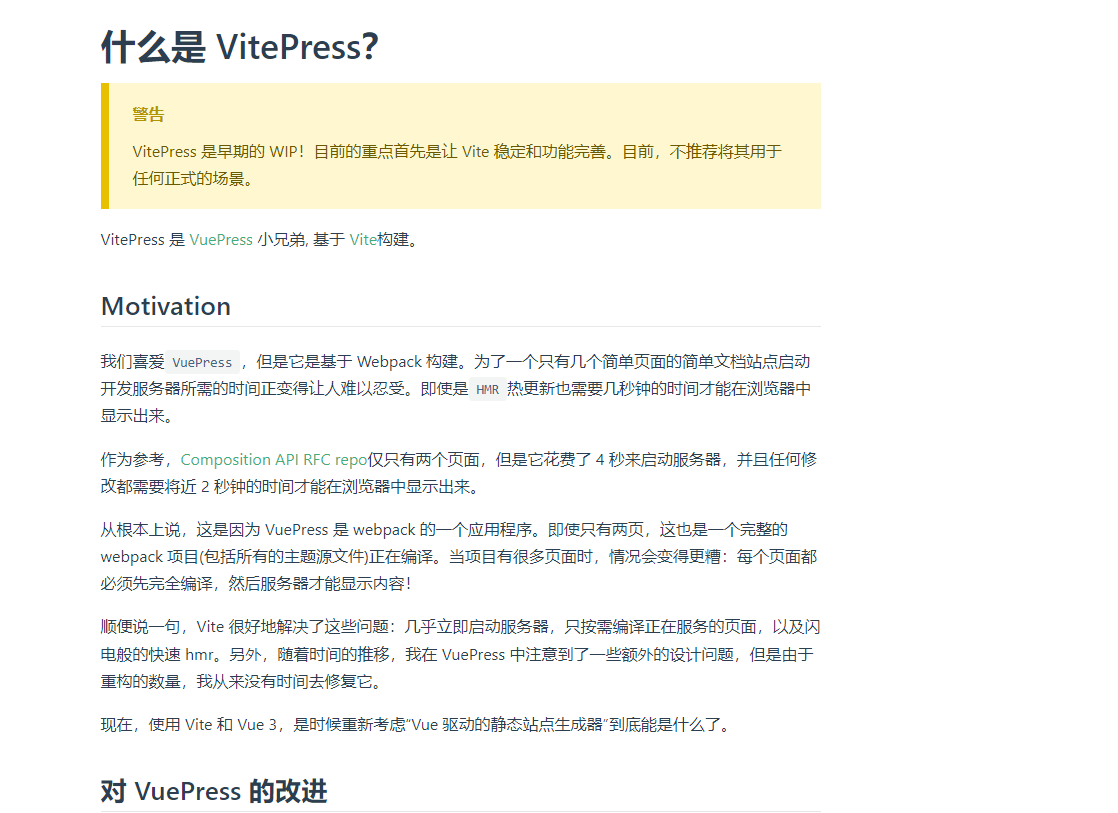 什么是 VitePress？
警告
VitePress 是早期的 WIP！目前的重点首先是让 Vite 稳定和功能完善。目前，不推荐将其用于
任何正式的场景。
VitePress 是 VuePress 小兄弟, 基于 Vite构建。
Motivation
我们喜爱 VuePress ，但是它是基于 Webpack 构建。为了一个只有几个简单页面的简单文档站点启动
开发服务器所需的时间正变得让人难以忍受。即使是 HMR 热更新也需要几秒钟的时间才能在浏览器中
显示出来。
作为参考，Composition API RFC repo仅只有两个页面，但是它花费了 4 秒来启动服务器，并且任何修
改都需要将近 2 秒钟的时间才能在浏览器中显示出来。
从根本上说，这是因为 VuePress 是 webpack 的一个应用程序。即使只有两页，这也是一个完整的
webpack 项目(包括所有的主题源文件)正在编译。当项目有很多页面时，情况会变得更糟：每个页面都
必须先完全编译，然后服务器才能显示内容！
顺便说一句，Vite 很好地解决了这些问题：几乎立即启动服务器，只按需编译正在服务的页面，以及闪
电般的快速 hmr。另外，随着时间的推移，我在 VuePress 中注意到了一些额外的设计问题，但是由于
重构的数量，我从来没有时间去修复它。
现在，使用 Vite 和 Vue 3，是时候重新考虑“Vue 驱动的静态站点生成器”到底能是什么了。
对 VuePress 的改进